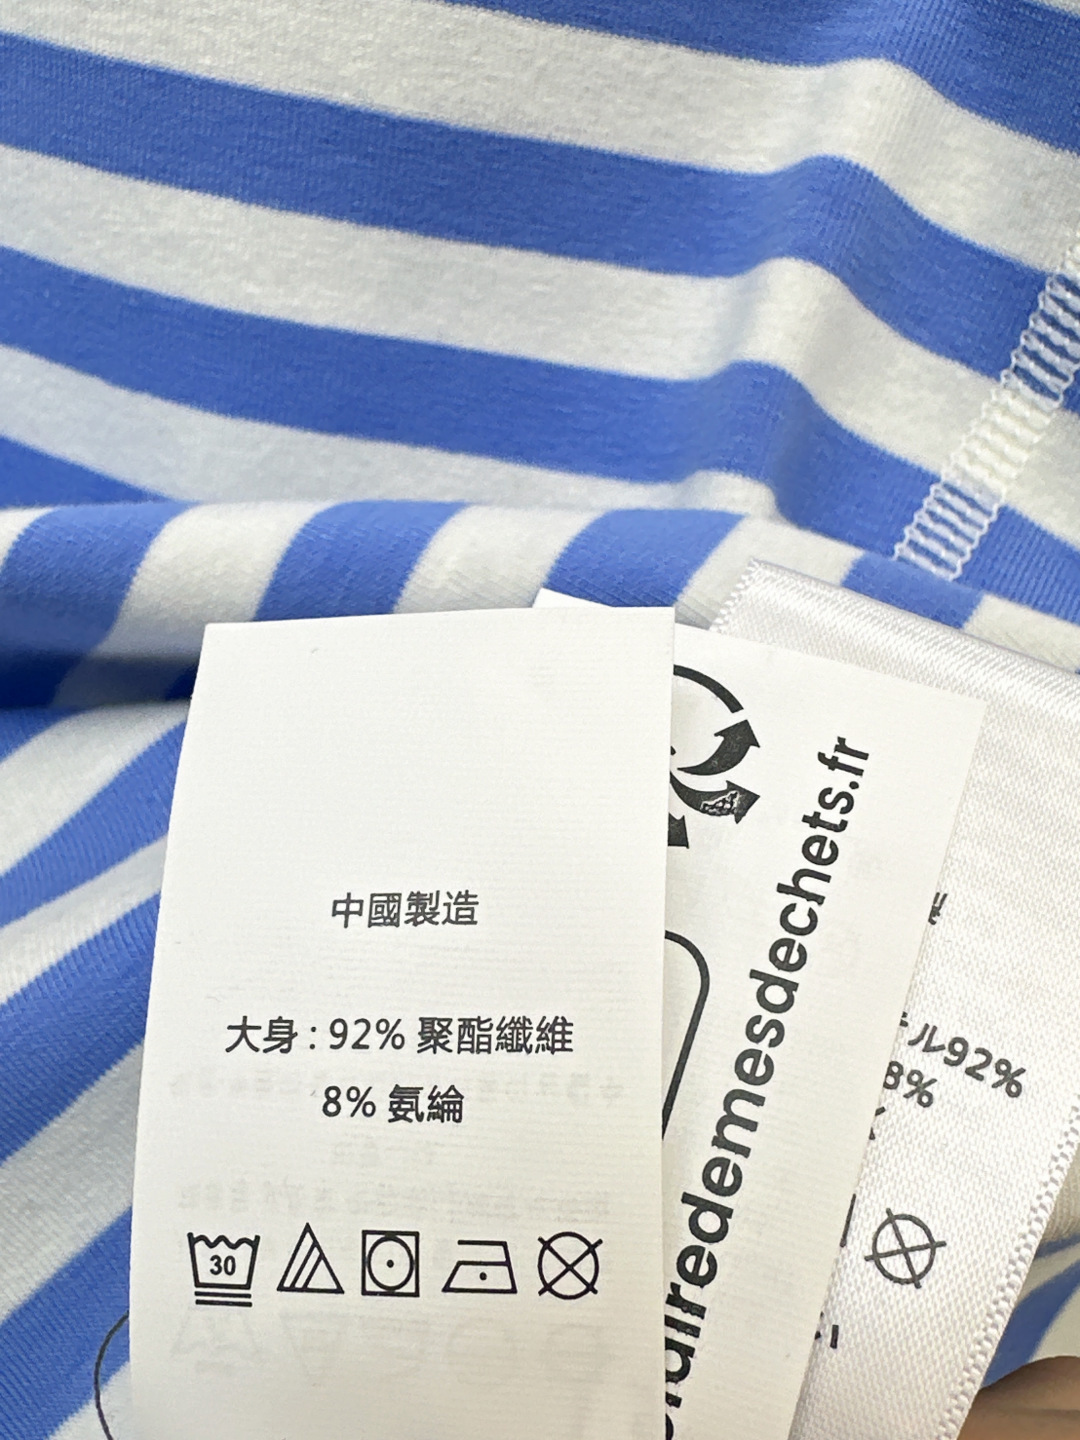 中國製造
大身 : 92% 聚酯纖維
8% 氨綸
30
airedemesdechets.fr
ル92%
8%